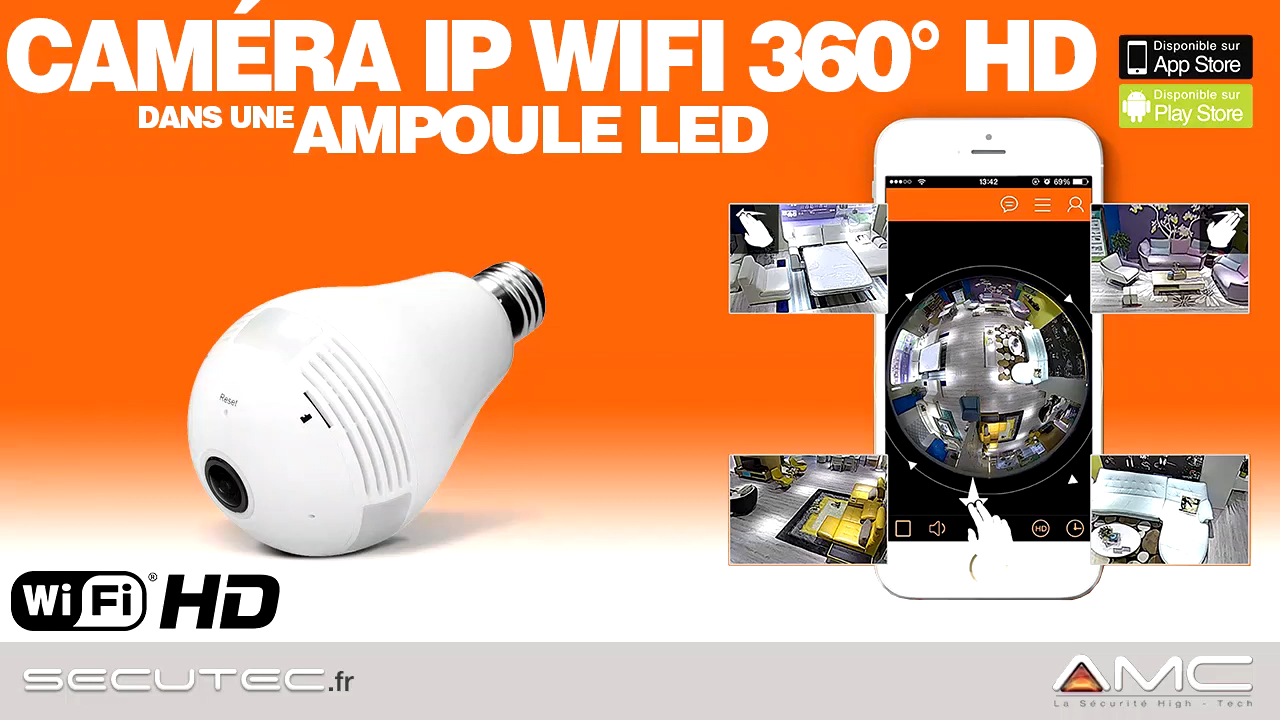 CAMÉRA IP WIFI 360° HD
DANS UNE AMPOULE LED
Disponible sur
App Store
Disponible sur
Play Store
13:42
69%
Reset
HD
WiFi® HD
SECUTEC.fr
AMC
La Sécurité High - Tech